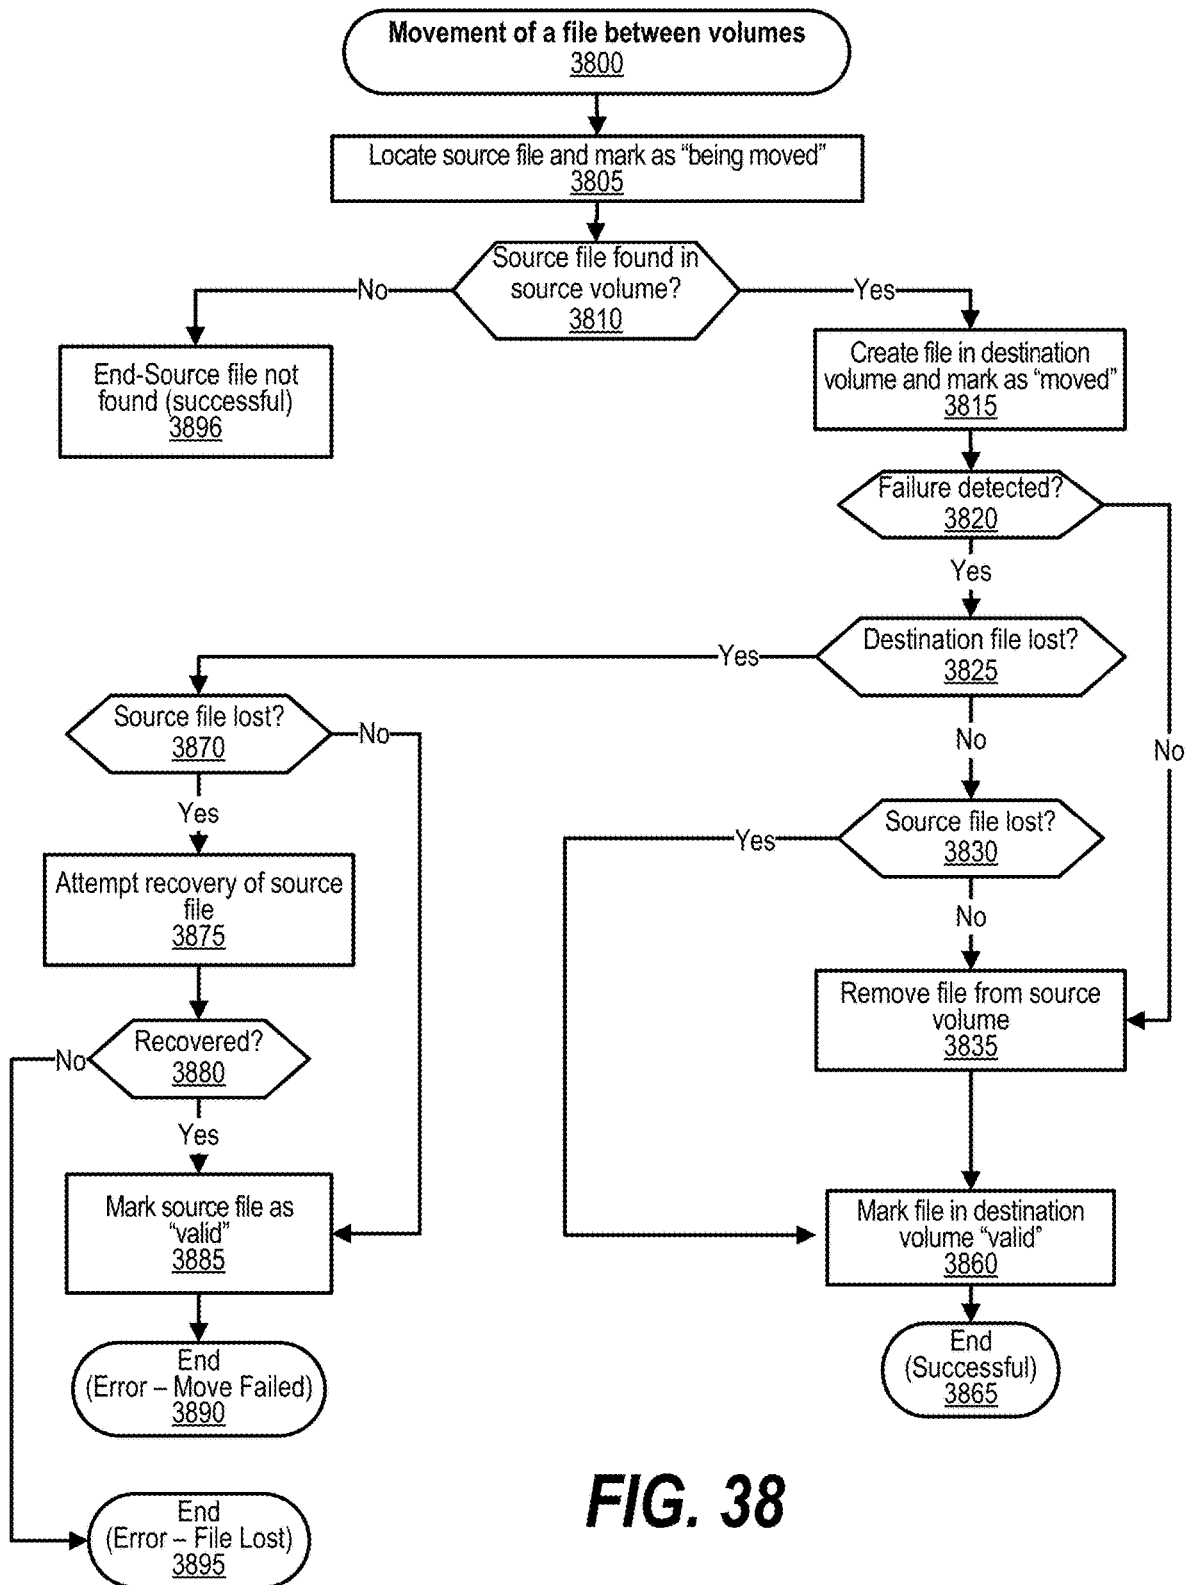 Movement of a file between volumes
3800
Locate source file and mark as “being moved”
3805
Source file found in
source volume?
3810
No
Yes
End-Source file not
found (successful)
3896
Create file in destination
volume and mark as “moved”
3815
Failure detected?
3820
Yes
No
Destination file lost?
3825
Yes
No
Source file lost?
3870
No
Yes
Source file lost?
3830
Yes
No
Attempt recovery of source
file
3875
Remove file from source
volume
3835
Recovered?
3880
No
Yes
Mark source file as
“valid”
3885
Mark file in destination
volume “valid”
3860
End
(Error – Move Failed)
3890
End
(Successful)
3865
End
(Error – File Lost)
3895
FIG. 38